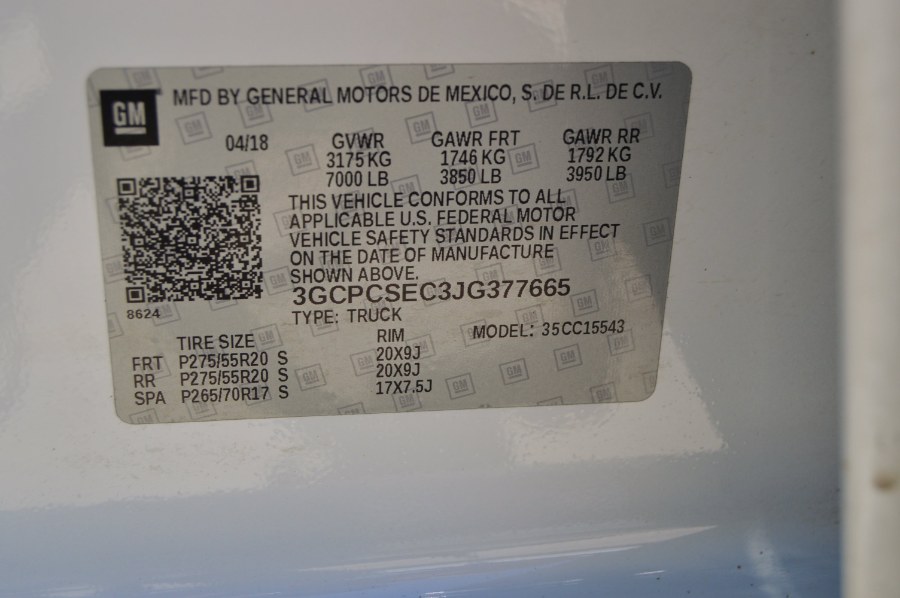 GM MFD BY GENERAL MOTORS DE MEXICO, S. DE R.L. DE C.V.
04/18 GVWR GAWR FRT GAWR RR
3175 KG 1746 KG 1792 KG
7000 LB 3850 LB 3950 LB
THIS VEHICLE CONFORMS TO ALL
APPLICABLE U.S. FEDERAL MOTOR
VEHICLE SAFETY STANDARDS IN EFFECT
ON THE DATE OF MANUFACTURE
SHOWN ABOVE.
3GCPCSEC3JG377665
8624
TYPE: TRUCK
MODEL: 35CC15543
TIRE SIZE RIM
FRT P275/55R20 S 20X9J
RR P275/55R20 S 20X9J
SPA P265/70R17 S 17X7.5J